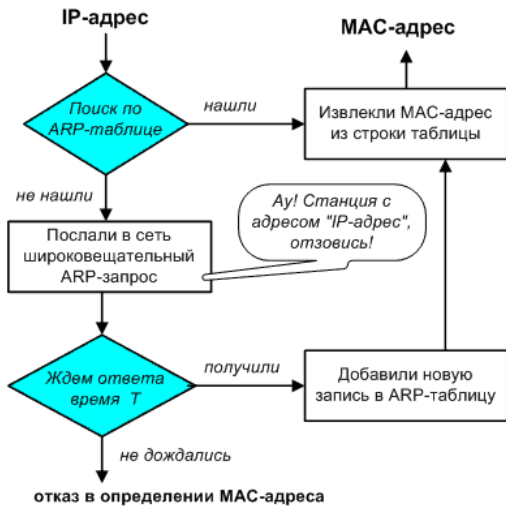 IP-адрес
MAC-адрес
Поиск по
ARP-таблице
нашли
Извлекли MAC-адрес
из строки таблицы
не нашли
Ау! Станция с
адресом "IP-адрес",
отзовись!
Послали в сеть
широковещательный
ARP-запрос
Ждем ответа
время T
получили
Добавили новую
запись в ARP-таблицу
не дождались
отказ в определении MAC-адреса